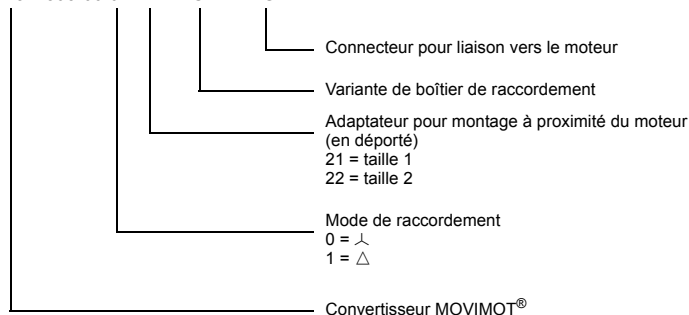 Connecteur pour liaison vers le moteur
Variante de boîtier de raccordement
Adaptateur pour montage à proximité du moteur
(en déporté)
21 = taille 1
22 = taille 2
Mode de raccordement
0 = ⅄
1 = △
Convertisseur MOVIMOT®